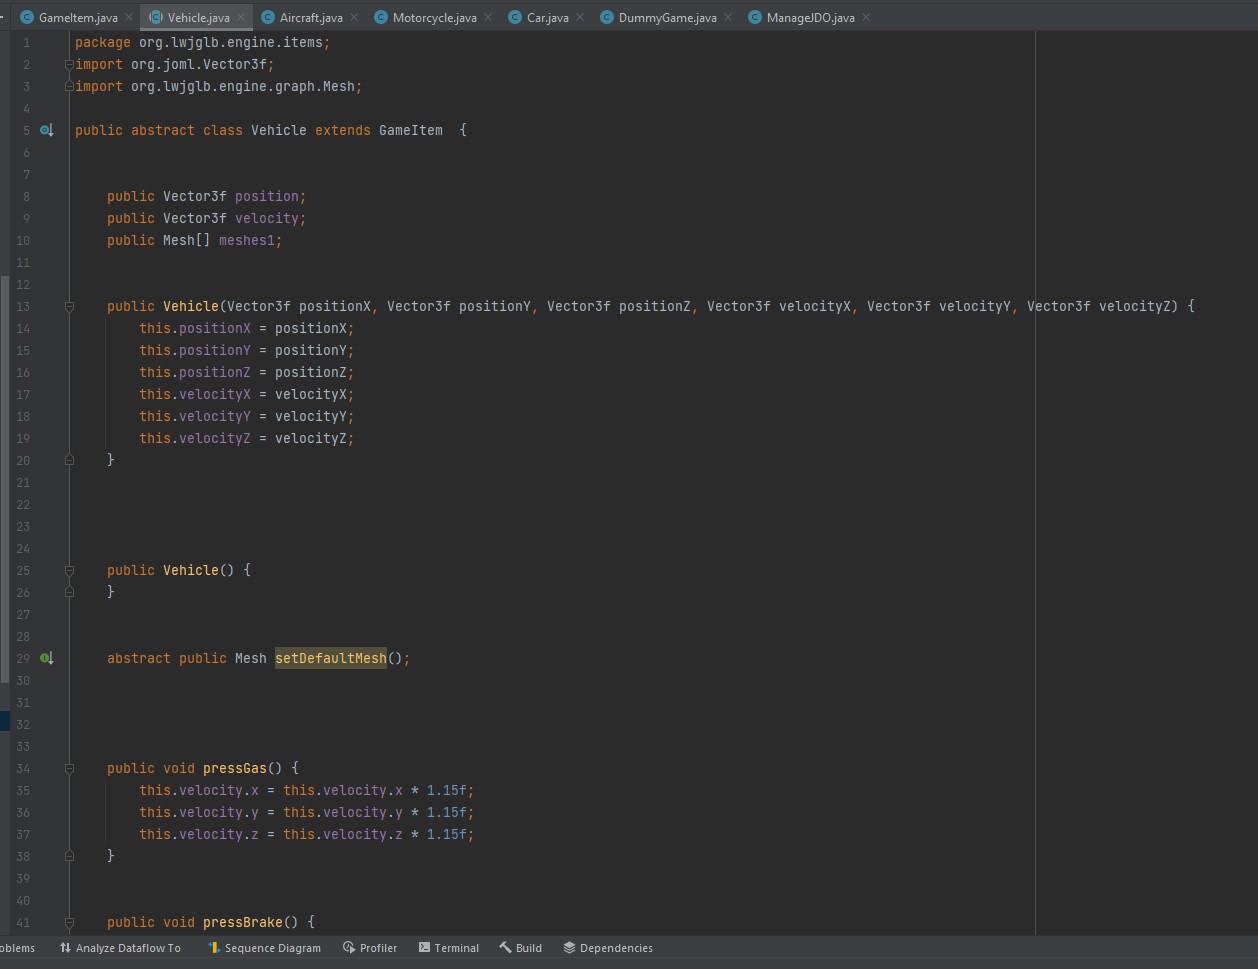 GameItem.java Vehicle.java Aircraft.java Motorcycle.java Car.java DummyGame.java ManageJDO.java
1 package org.lwjglb.engine.items;
2 import org.joml.Vector3f;
3 import org.lwjglb.engine.graph.Mesh;
4
5 public abstract class Vehicle extends GameItem {
6
7
8 public Vector3f position;
9 public Vector3f velocity;
10 public Mesh[] meshes1;
11
12
13 public Vehicle(Vector3f positionX, Vector3f positionY, Vector3f positionZ, Vector3f velocityX, Vector3f velocityY, Vector3f velocityZ) {
14 this.positionX = positionX;
15 this.positionY = positionY;
16 this.positionZ = positionZ;
17 this.velocityX = velocityX;
18 this.velocityY = velocityY;
19 this.velocityZ = velocityZ;
20 }
21
22
23
24
25 public Vehicle() {
26 }
27
28
29 abstract public Mesh setDefaultMesh();
30
31
32
33
34 public void pressGas() {
35 this.velocity.x = this.velocity.x * 1.15f;
36 this.velocity.y = this.velocity.y * 1.15f;
37 this.velocity.z = this.velocity.z * 1.15f;
38 }
39
40
41 public void pressBrake() {
oblems Analyze Dataflow To Sequence Diagram Profiler Terminal Build Dependencies